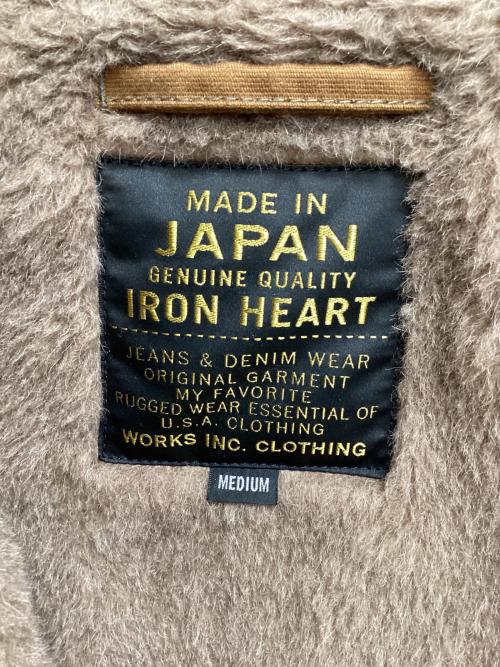 MADE IN
JAPAN
GENUINE QUALITY
IRON HEART
JEANS & DENIM WEAR
ORIGINAL GARMENT
MY FAVORITE
RUGGED WEAR ESSENTIAL OF
U.S.A. CLOTHING
WORKS INC. CLOTHING
MEDIUM